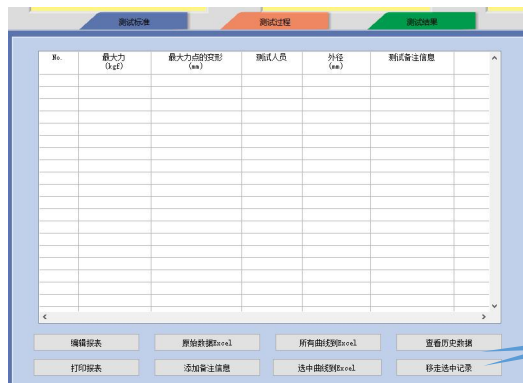 测试标准 测试过程 测试结果
No. 最大力 最大力点的变形 测试人员 外径 测试备注信息
(kgf) (mm) (mm)
编辑报表 原始数据Excel 所有曲线到Excel 查看历史数据
打印报表 添加备注信息 选中曲线到Excel 移走选中记录